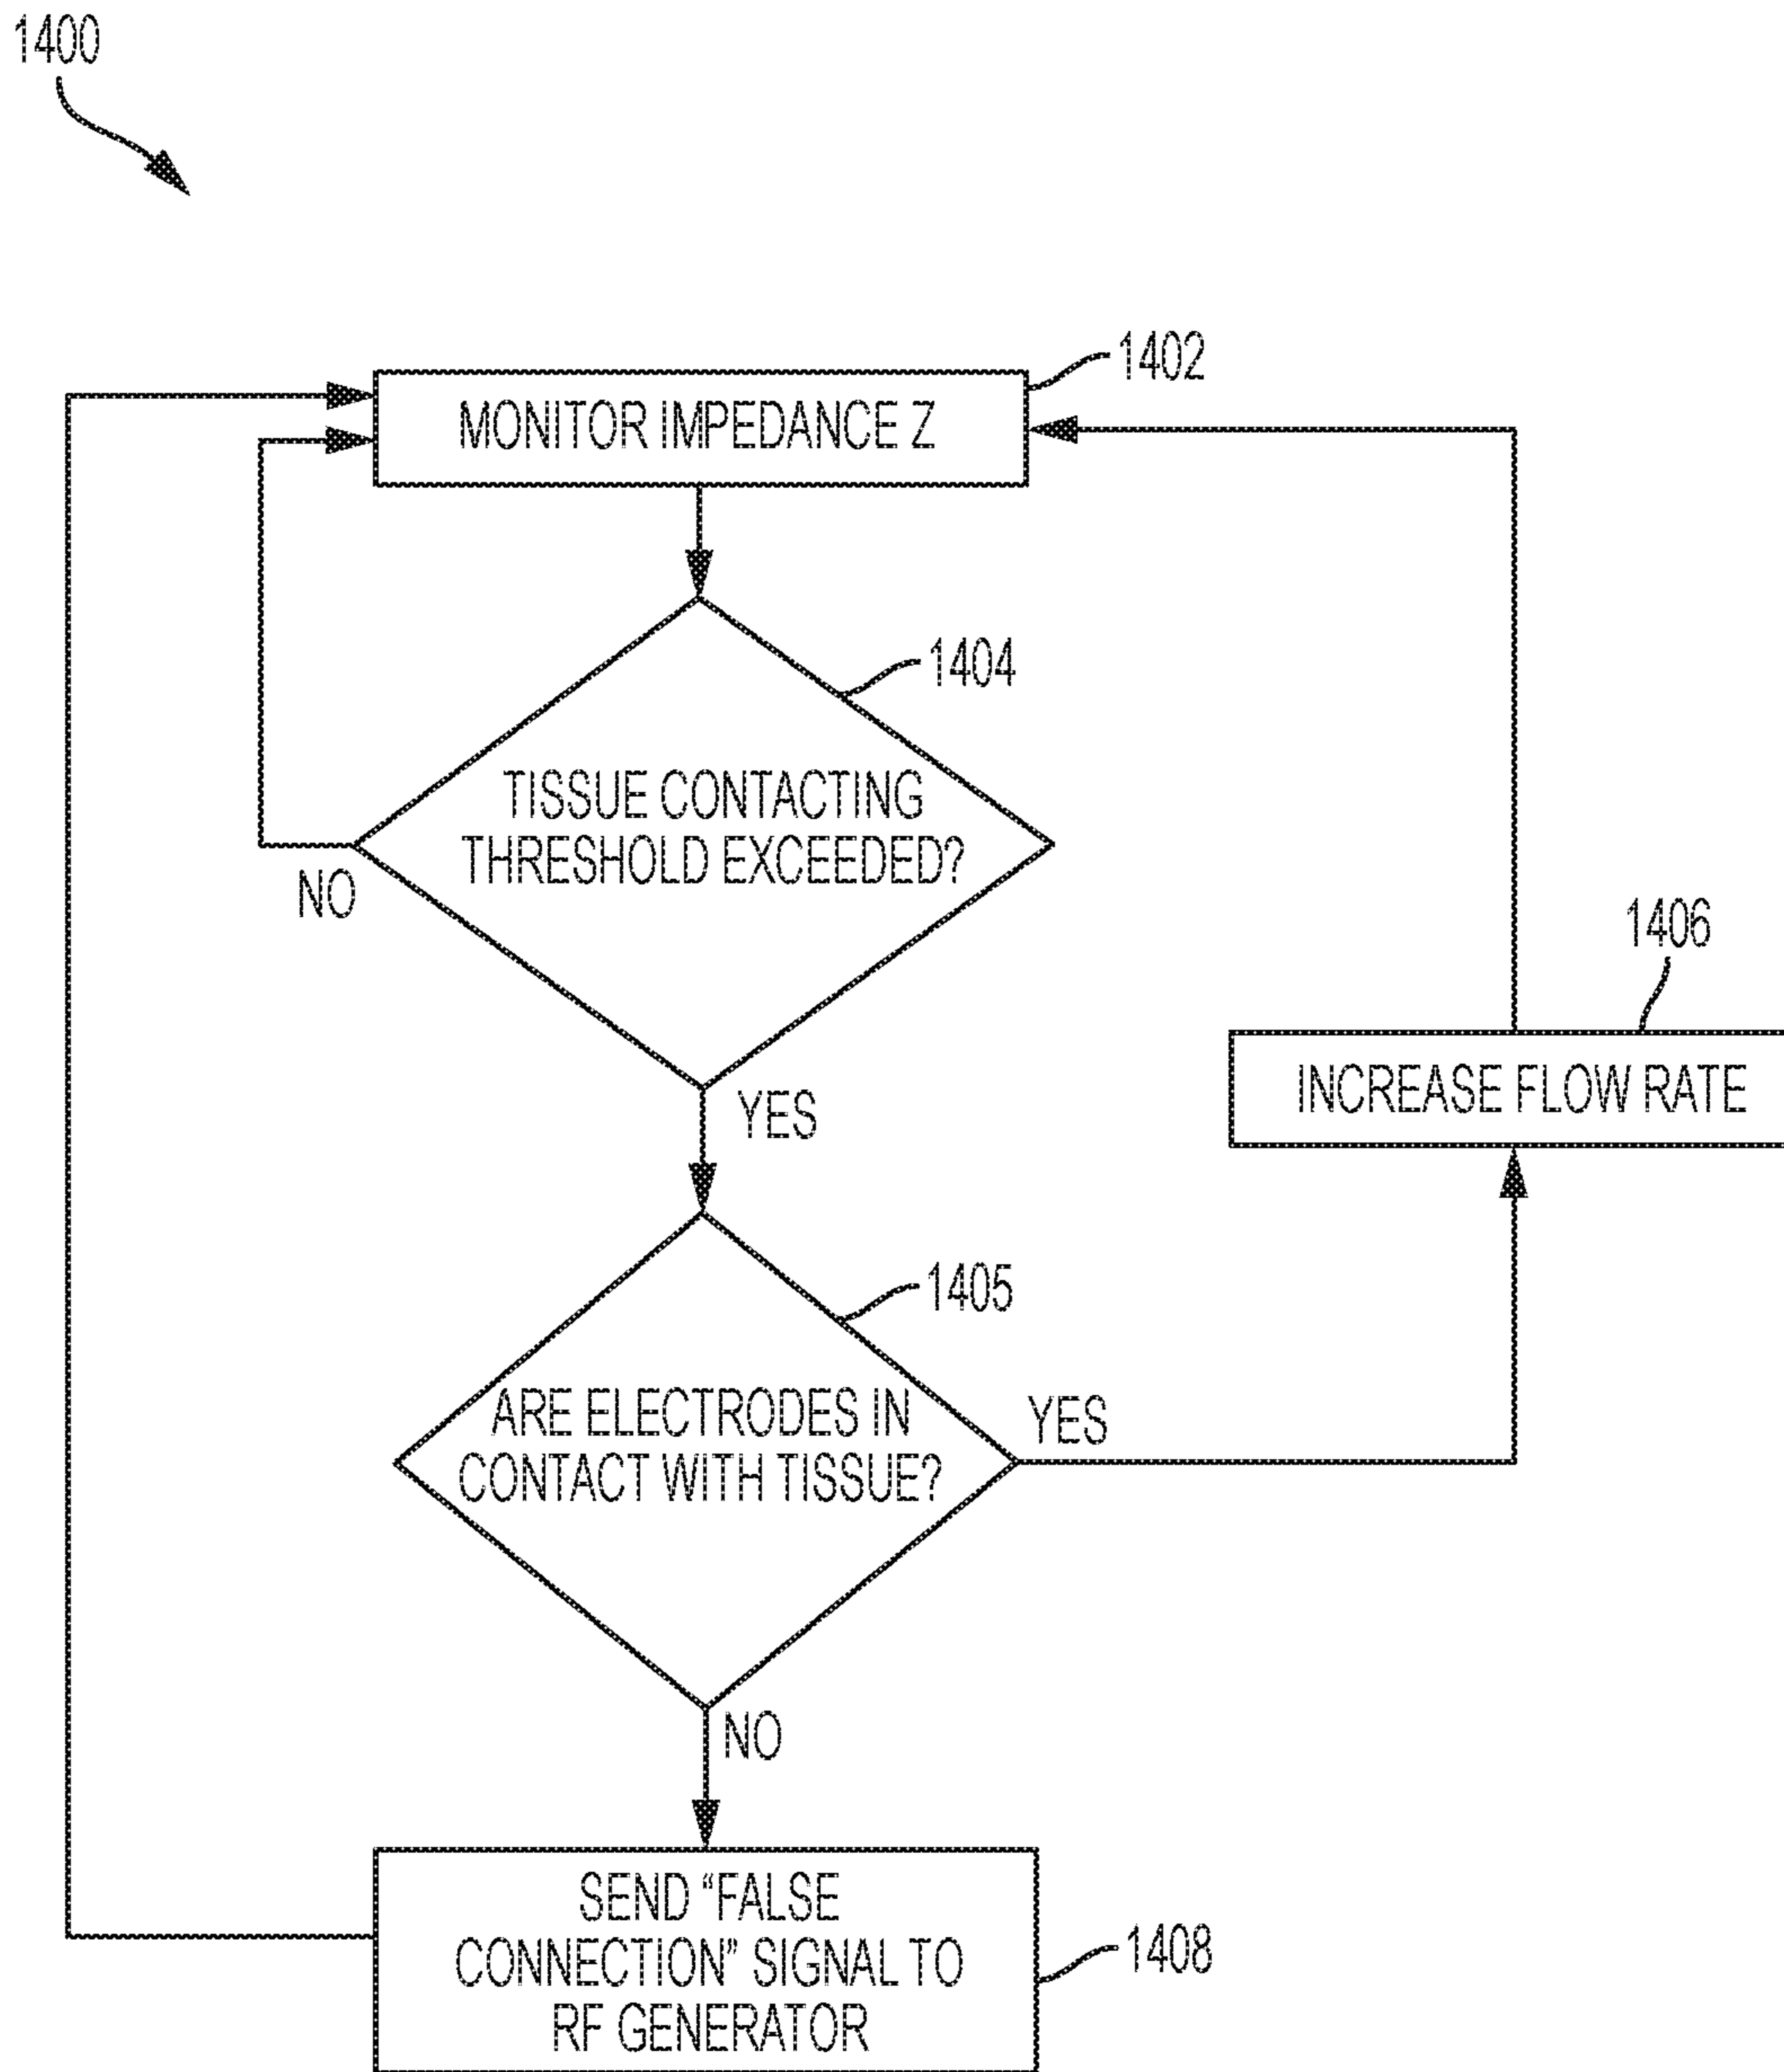 1400
1402
MONITOR IMPEDANCE Z
1404
TISSUE CONTACTING
THRESHOLD EXCEEDED?
NO
YES
1406
INCREASE FLOW RATE
1405
ARE ELECTRODES IN
CONTACT WITH TISSUE?
YES
NO
SEND “FALSE
CONNECTION” SIGNAL TO
RF GENERATOR
1408